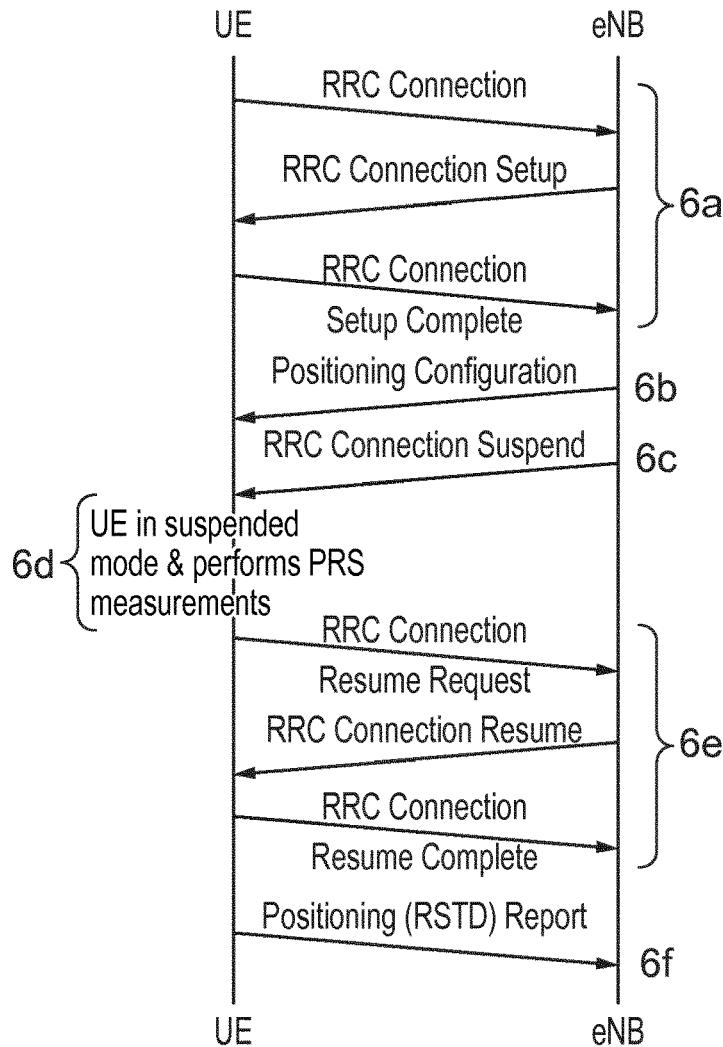 UE eNB
RRC Connection
RRC Connection Setup
6a
RRC Connection
Setup Complete
Positioning Configuration
6b
RRC Connection Suspend
6c
UE in suspended
6d mode & performs PRS
measurements
RRC Connection
Resume Request
RRC Connection Resume
6e
RRC Connection
Resume Complete
Positioning (RSTD) Report
6f
UE eNB